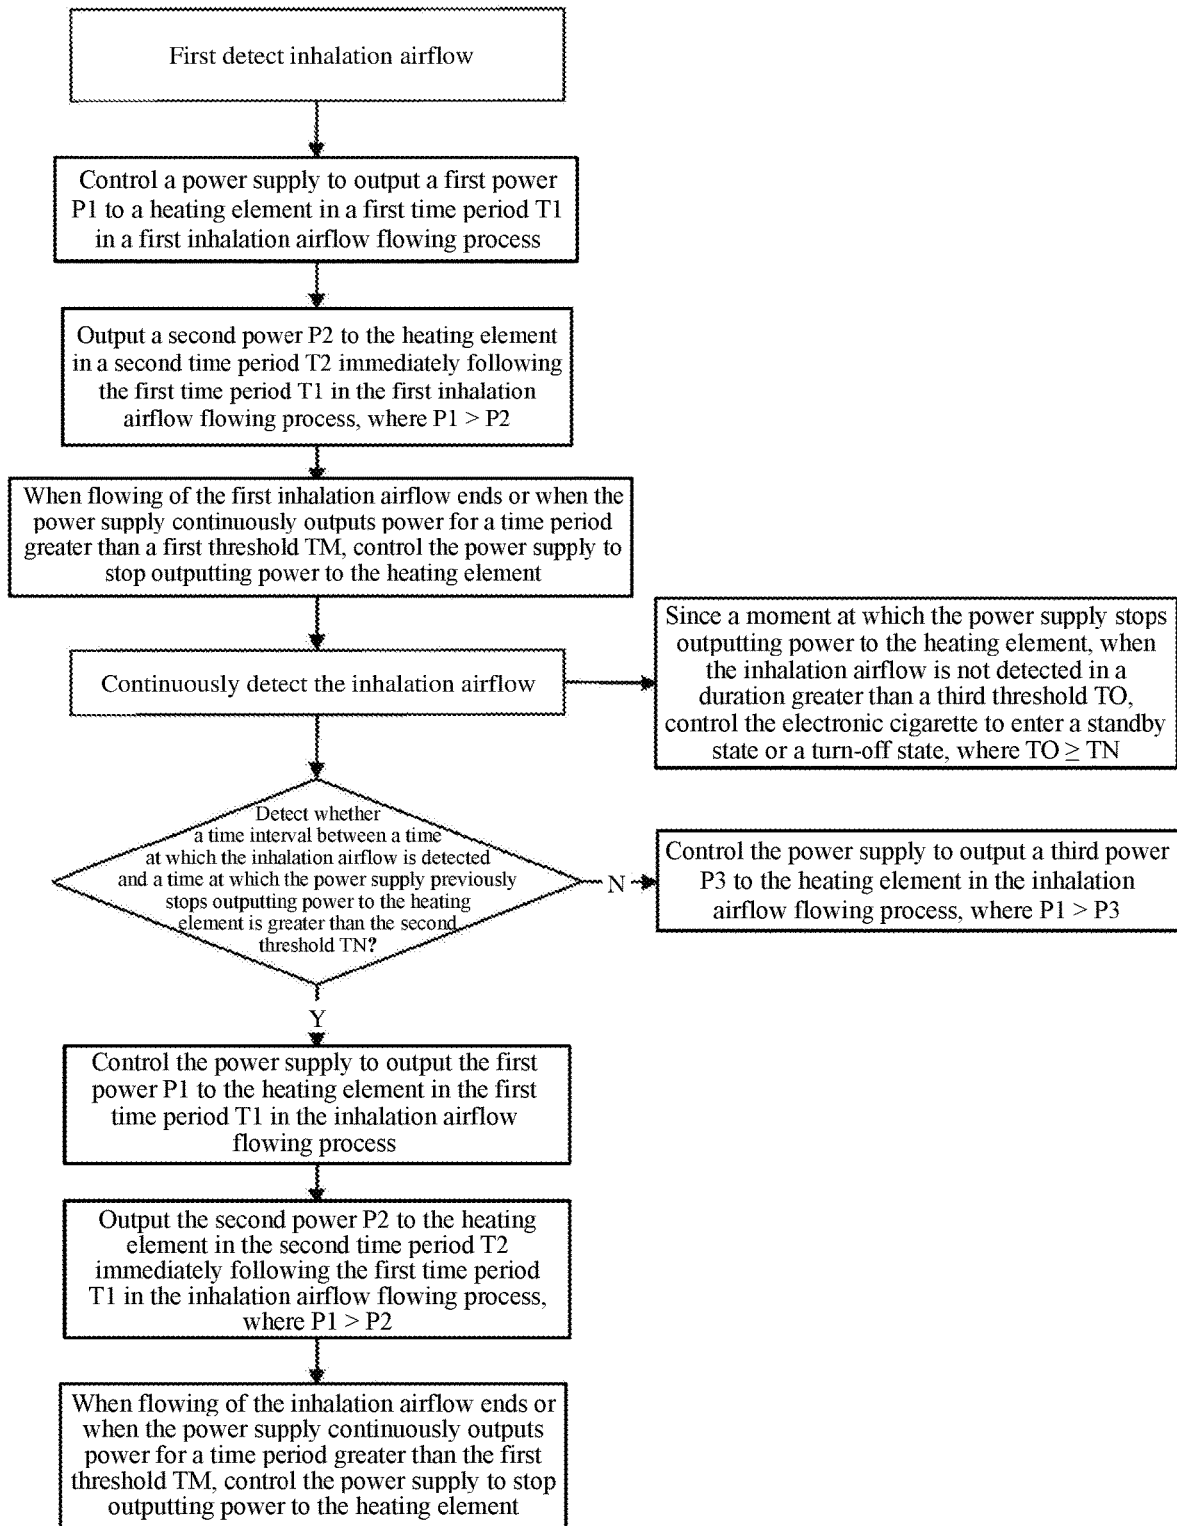 First detect inhalation airflow
Control a power supply to output a first power
P1 to a heating element in a first time period T1
in a first inhalation airflow flowing process
Output a second power P2 to the heating element
in a second time period T2 immediately following
the first time period T1 in the first inhalation
airflow flowing process, where P1 > P2
When flowing of the first inhalation airflow ends or when the
power supply continuously outputs power for a time period
greater than a first threshold TM, control the power supply to
stop outputting power to the heating element
Continuously detect the inhalation airflow
Since a moment at which the power supply stops
outputting power to the heating element, when
the inhalation airflow is not detected in a
duration greater than a third threshold TO,
control the electronic cigarette to enter a standby
state or a turn-off state, where TO ≥ TN
Detect whether
a time interval between a time
at which the inhalation airflow is detected
and a time at which the power supply previously
stops outputting power to the heating
element is greater than the second
threshold TN?
N
Control the power supply to output a third power
P3 to the heating element in the inhalation
airflow flowing process, where P1 > P3
Y
Control the power supply to output the first
power P1 to the heating element in the first
time period T1 in the inhalation airflow
flowing process
Output the second power P2 to the heating
element in the second time period T2
immediately following the first time period
T1 in the inhalation airflow flowing process,
where P1 > P2
When flowing of the inhalation airflow ends or
when the power supply continuously outputs
power for a time period greater than the first
threshold TM, control the power supply to stop
outputting power to the heating element